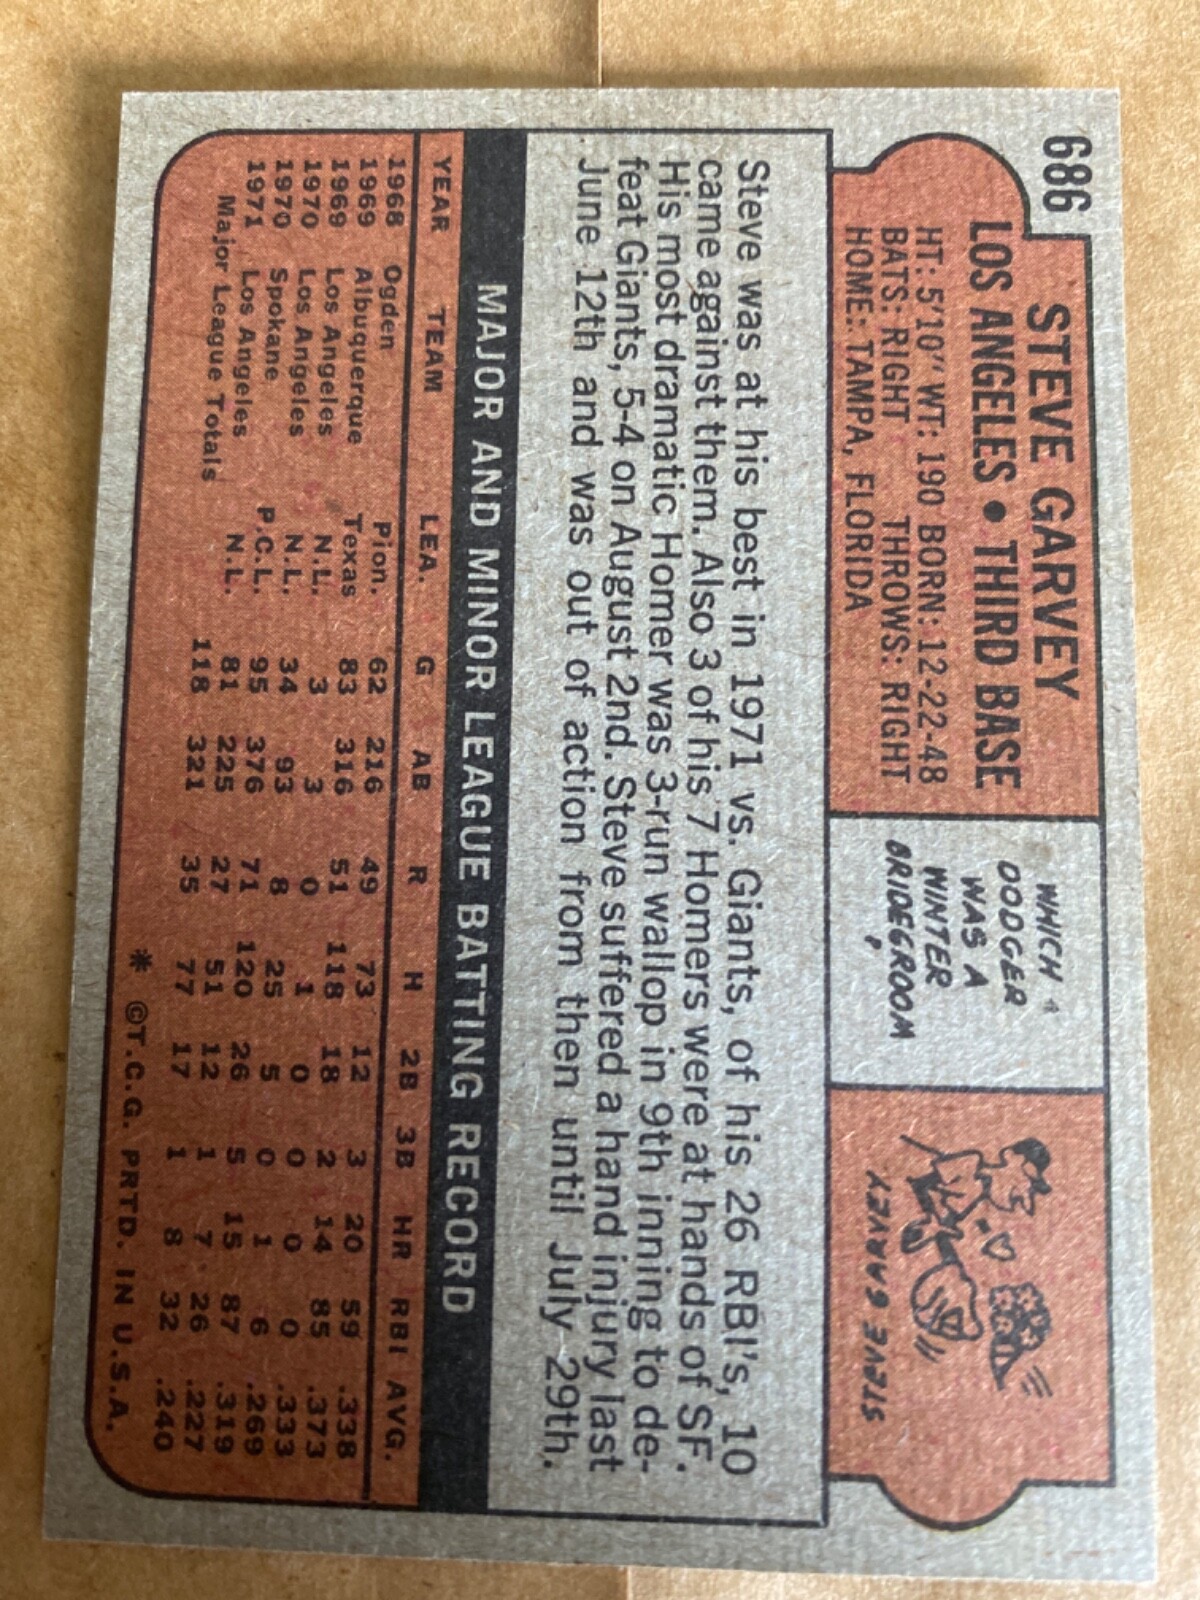 686
STEVE GARVEY
LOS ANGELES • THIRD BASE
HT: 5'10" WT: 190 BORN: 12-22-48
BATS: RIGHT THROWS: RIGHT
HOME: TAMPA, FLORIDA
WHICH
DODGER
WAS A
WINTER
BRIDEGROOM
?
STEVE GARVEY
Steve was at his best in 1971 vs. Giants, of his 26 RBI's, 10
came against them. Also 3 of his 7 Homers were at hands of SF.
His most dramatic Homer was 3-run wallop in 9th inning to de-
feat Giants, 5-4 on August 2nd. Steve suffered a hand injury last
June 12th and was out of action from then until July 29th.
MAJOR AND MINOR LEAGUE BATTING RECORD
YEAR TEAM LEA. G AB R H 2B 3B HR RBI AVG.
1968 Ogden Pion. 62 216 49 73 12 3 20 59 .338
1969 Albuquerque Texas 83 316 51 118 18 2 14 85 .373
1969 Los Angeles N.L. 3 3 0 1 0 0 0 0 .333
1970 Los Angeles N.L. 34 93 8 25 5 0 1 6 .269
1970 Spokane P.C.L. 95 376 71 120 26 5 15 87 .319
1971 Los Angeles N.L. 81 225 27 51 12 1 7 26 .227
Major League Totals 118 321 35 77 17 1 8 32 .240
* ©T.C.G. PRTD. IN U.S.A.